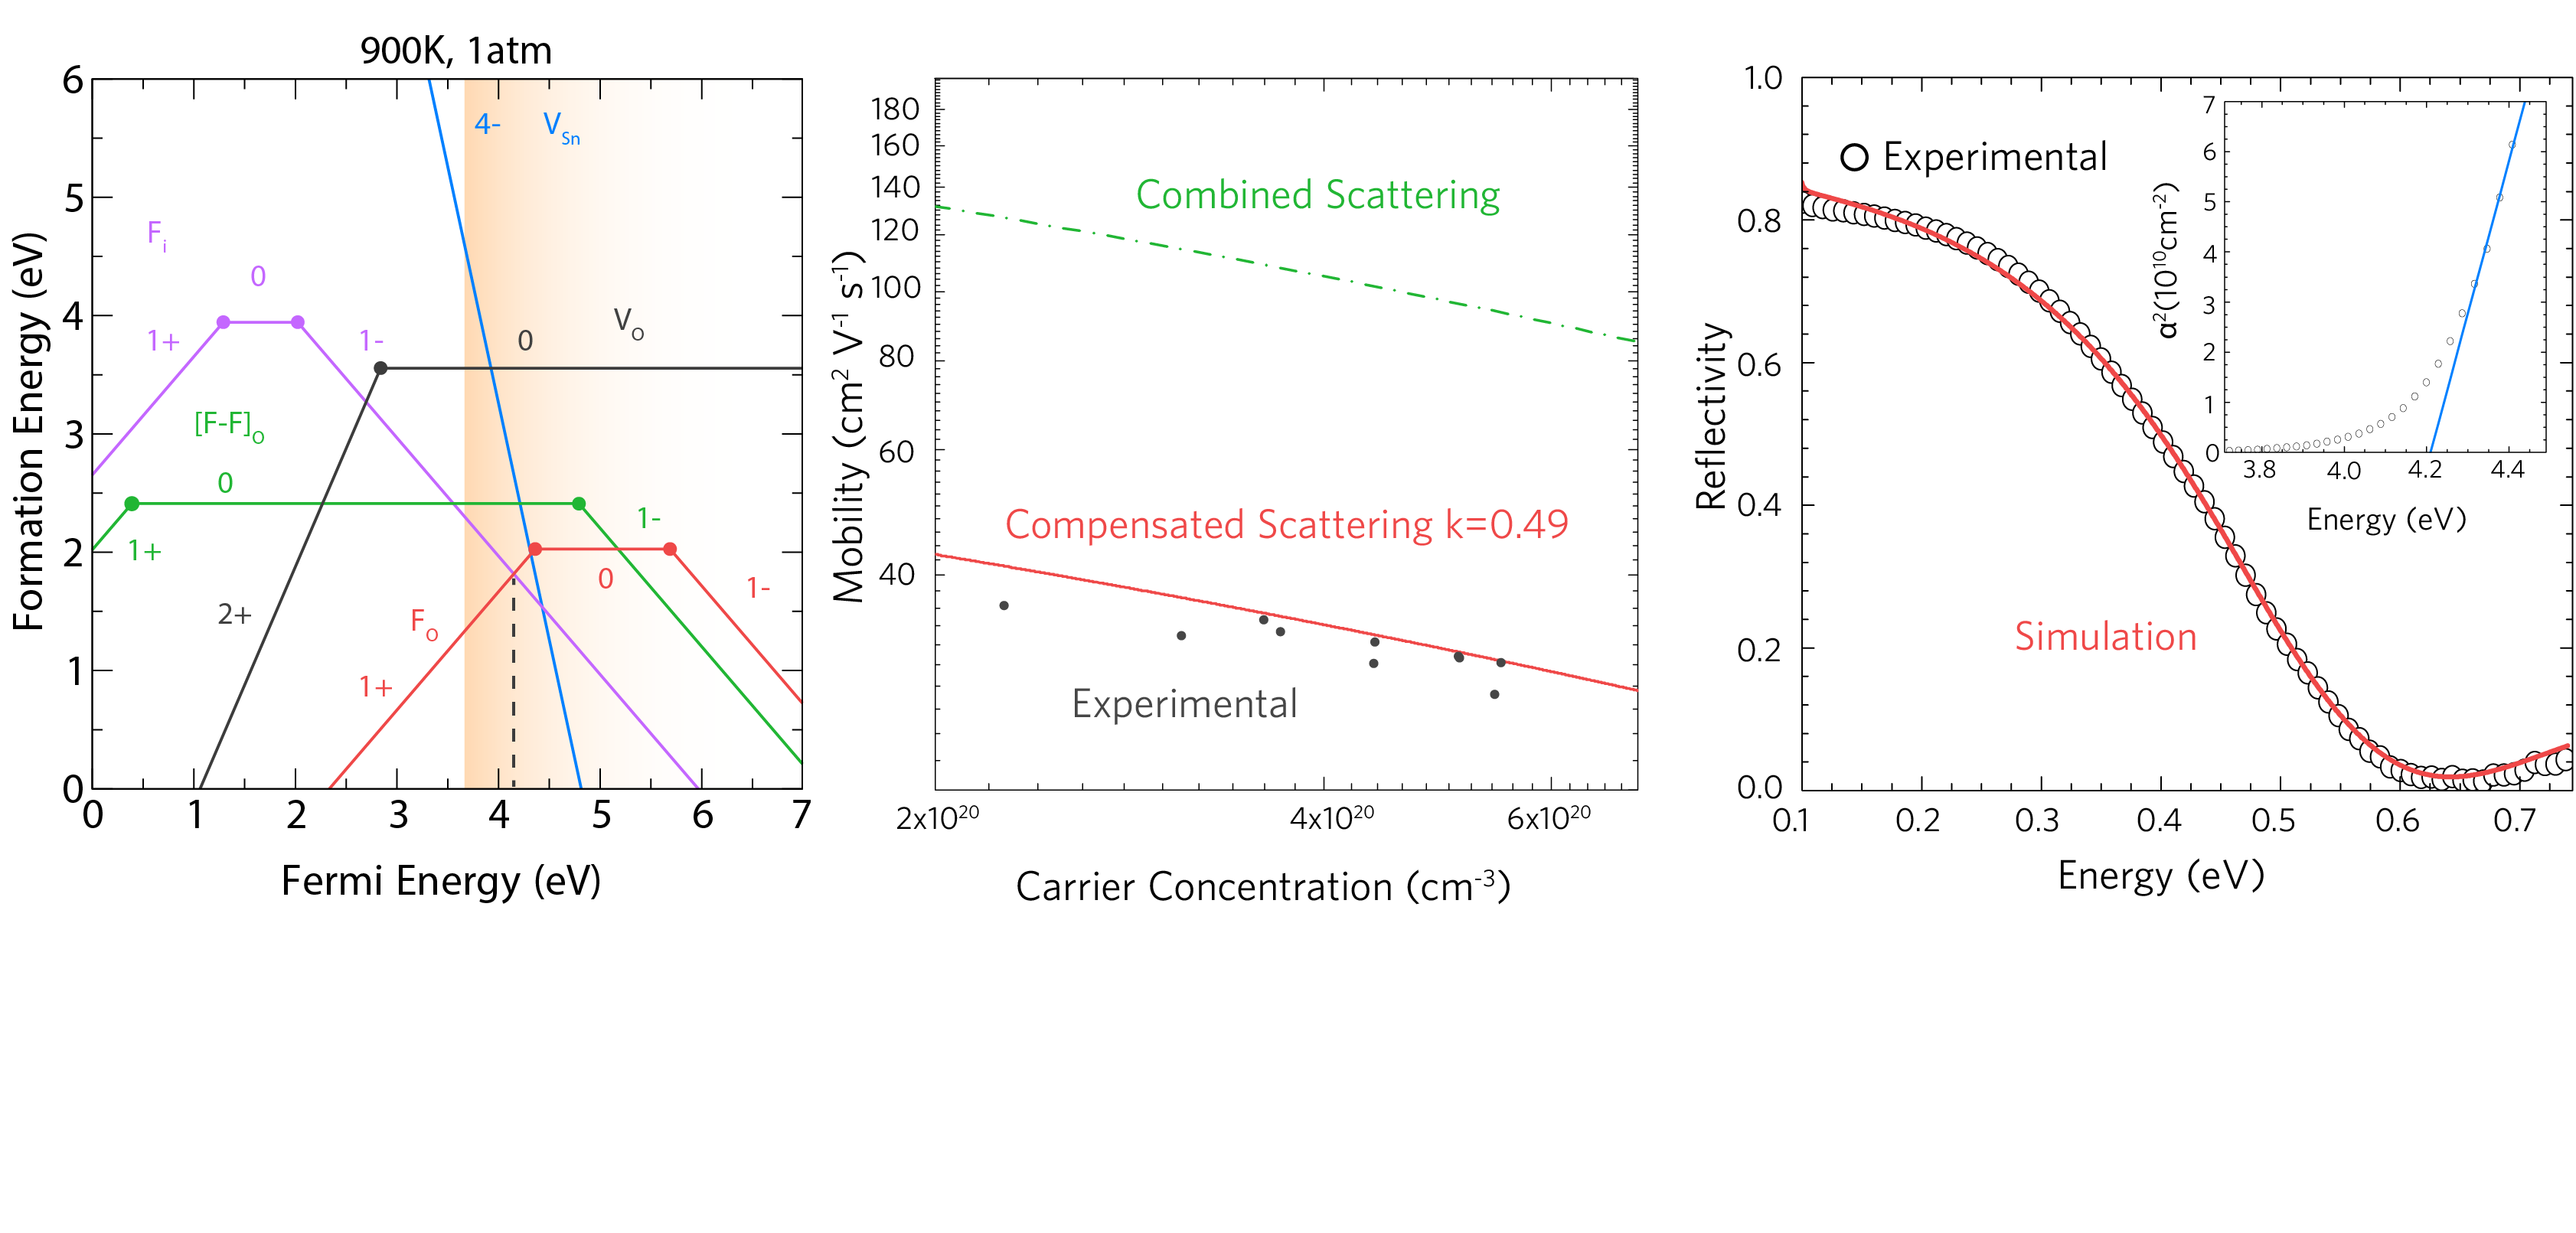 900K, 1atm
Formation Energy (eV)
6
5
4
3
2
1
0
4-
V_Sn
F_i
0
1+
1-
0
V_O
[F-F]_O
0
1+
1-
2+
F_O
0
1-
1+
0 1 2 3 4 5 6 7
Fermi Energy (eV)
Mobility (cm² V⁻¹ s⁻¹)
180
160
140
120
100
80
60
40
Combined Scattering
Compensated Scattering k=0.49
Experimental
2x10²⁰ 4x10²⁰ 6x10²⁰
Carrier Concentration (cm⁻³)
Reflectivity
1.0
0.8
0.6
0.4
0.2
0.0
Experimental
Simulation
α²(10¹⁰cm⁻²)
7
6
5
4
3
2
1
0
3.8 4.0 4.2 4.4
Energy (eV)
0.1 0.2 0.3 0.4 0.5 0.6 0.7
Energy (eV)